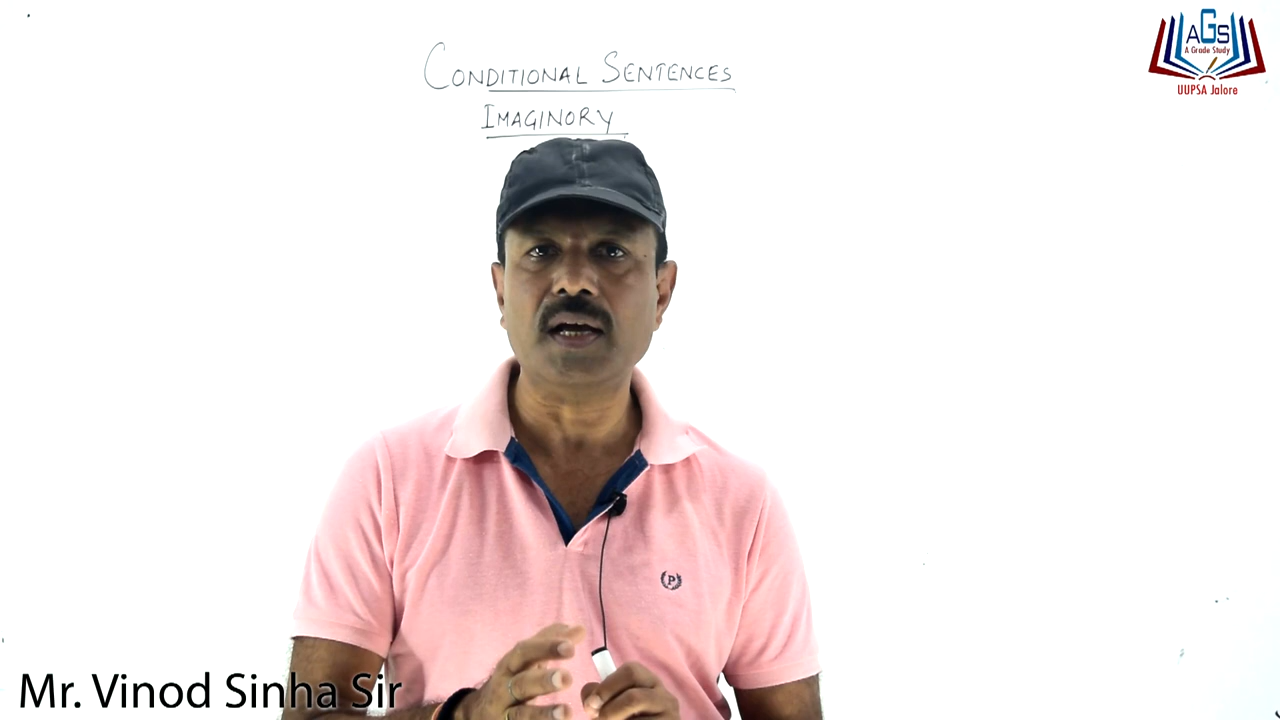 CONDITIONAL SENTENCES
IMAGINORY
AGS
A Grade Study
UUPSA Jalore
P
Mr. Vinod Sinha Sir